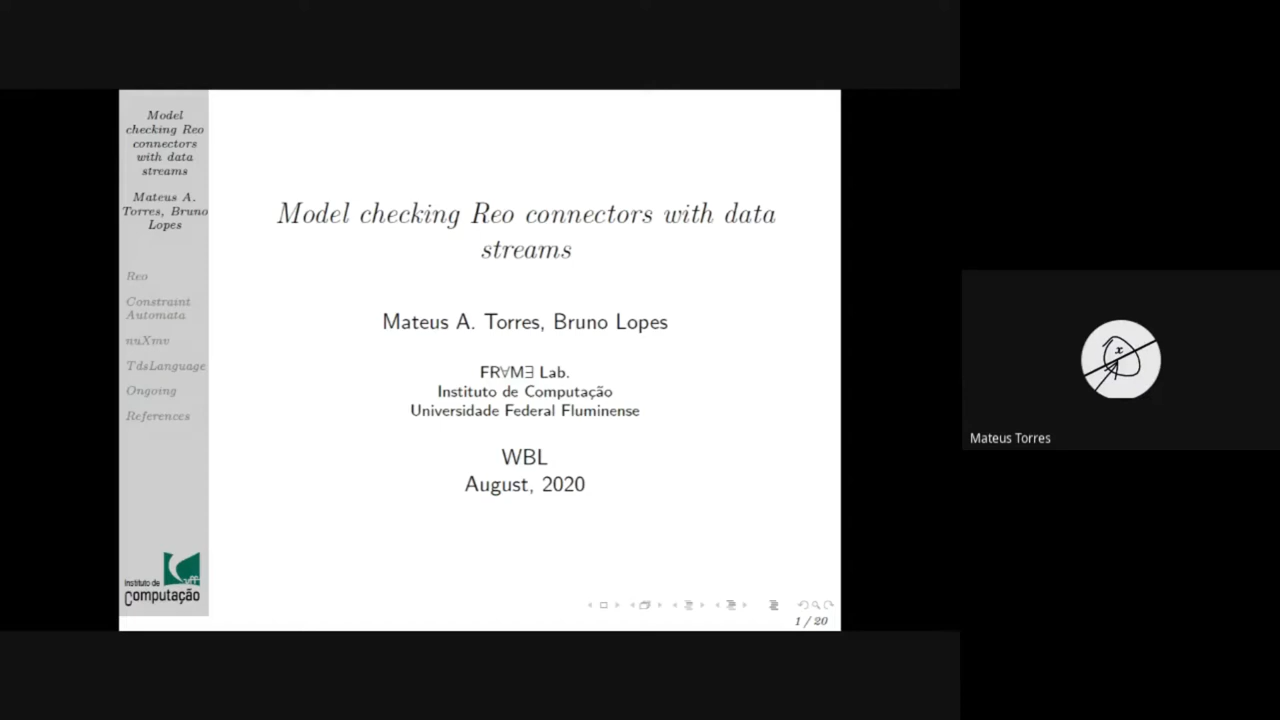 Model
checking Reo
connectors
with data
streams
Mateus A.
Torres, Bruno
Lopes
Reo
Constraint
Automata
nuXmv
TdsLanguage
Ongoing
References
Instituto de
Computação
Model checking Reo connectors with data
streams
Mateus A. Torres, Bruno Lopes
FR∀M∃ Lab.
Instituto de Computação
Universidade Federal Fluminense
WBL
August, 2020
1 / 20
x
Mateus Torres